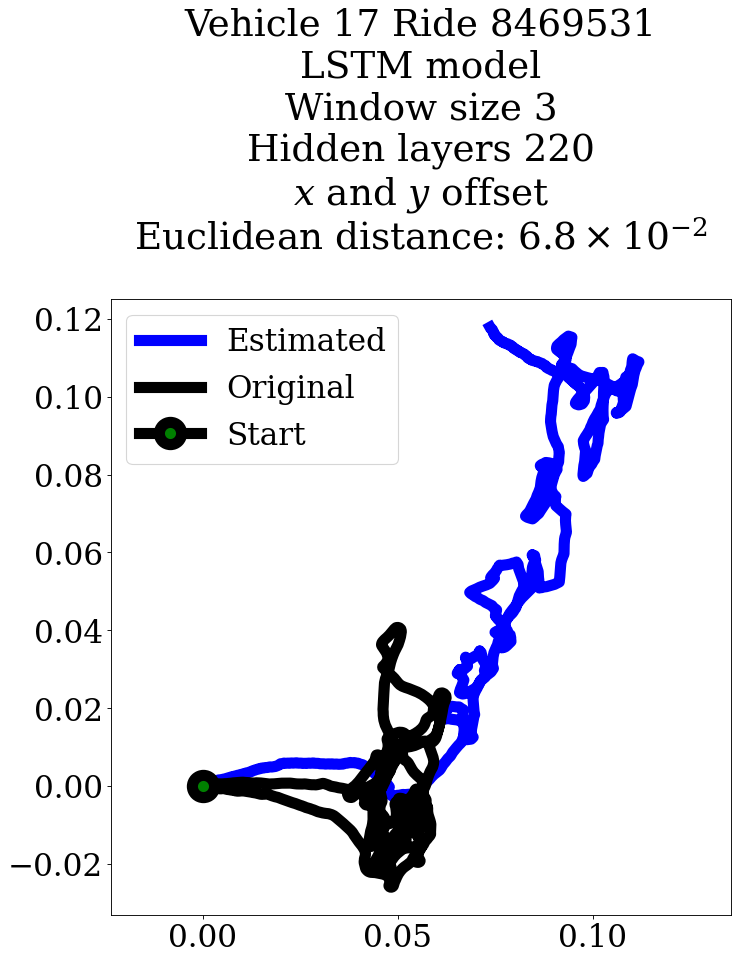 Vehicle 17 Ride 8469531
LSTM model
Window size 3
Hidden layers 220
x and y offset
Euclidean distance: 6.8 × 10⁻²
Estimated
Original
Start
0.12
0.10
0.08
0.06
0.04
0.02
0.00
−0.02
0.00 0.05 0.10